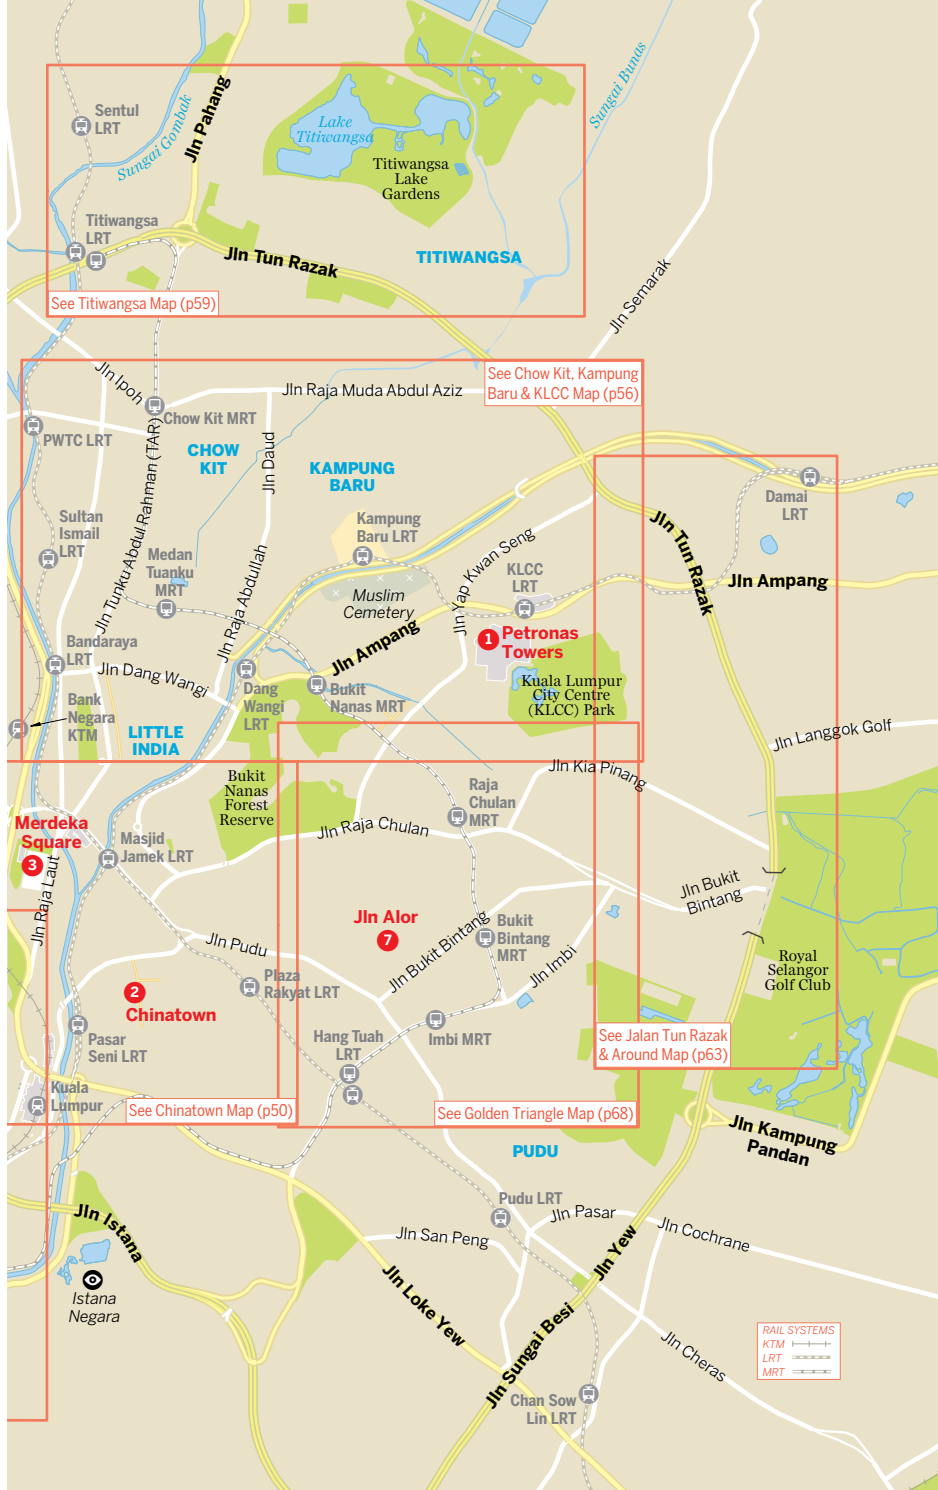 Sentul
LRT
Sungai Gombak
Jln Pahang
Lake
Titiwangsa
Titiwangsa
Lake
Gardens
Sungai Bunas
Titiwangsa
LRT
Jln Tun Razak
TITIWANGSA
See Titiwangsa Map (p59)
Jln Semarak
Jln Ipoh
Jln Raja Muda Abdul Aziz
See Chow Kit, Kampung
Baru & KLCC Map (p56)
Chow Kit MRT
PWTC LRT
CHOW
KIT
Jln Daud
KAMPUNG
BARU
Jln Tunku Abdul Rahman (TAR)
Damai
LRT
Sultan
Ismail
LRT
Medan
Tuanku
MRT
Kampung
Baru LRT
Jln Yap Kwan Seng
KLCC
LRT
Jln Tun Razak
Jln Ampang
Jln Raja Abdullah
Muslim
Cemetery
Jln Ampang
1
Petronas
Towers
Bandaraya
LRT
Jln Dang Wangi
Dang
Wangi
LRT
Bukit
Nanas MRT
Kuala Lumpur
City Centre
(KLCC) Park
Bank
Negara
KTM
LITTLE
INDIA
Jln Langgok Golf
Jln Kia Pinang
Bukit
Nanas
Forest
Reserve
Raja
Chulan
MRT
Jln Raja Chulan
Merdeka
Square
3
Masjid
Jamek LRT
Jln Raja Laut
Jln Bukit
Bintang
Jln Alor
7
Jln Bukit Bintang
Bukit
Bintang
MRT
Jln Imbi
Jln Pudu
Royal
Selangor
Golf Club
2
Chinatown
Plaza
Rakyat LRT
Pasar
Seni LRT
Hang Tuah
LRT
Imbi MRT
See Jalan Tun Razak
& Around Map (p63)
Kuala
Lumpur
See Chinatown Map (p50)
See Golden Triangle Map (p68)
Jln Kampung
Pandan
PUDU
Pudu LRT
Jln Pasar
Jln Cochrane
Jln Istana
Jln San Peng
Jln Yew
Istana
Negara
Jln Loke Yew
Jln Sungai Besi
Jln Cheras
RAIL SYSTEMS
KTM
LRT
MRT
Chan Sow
Lin LRT